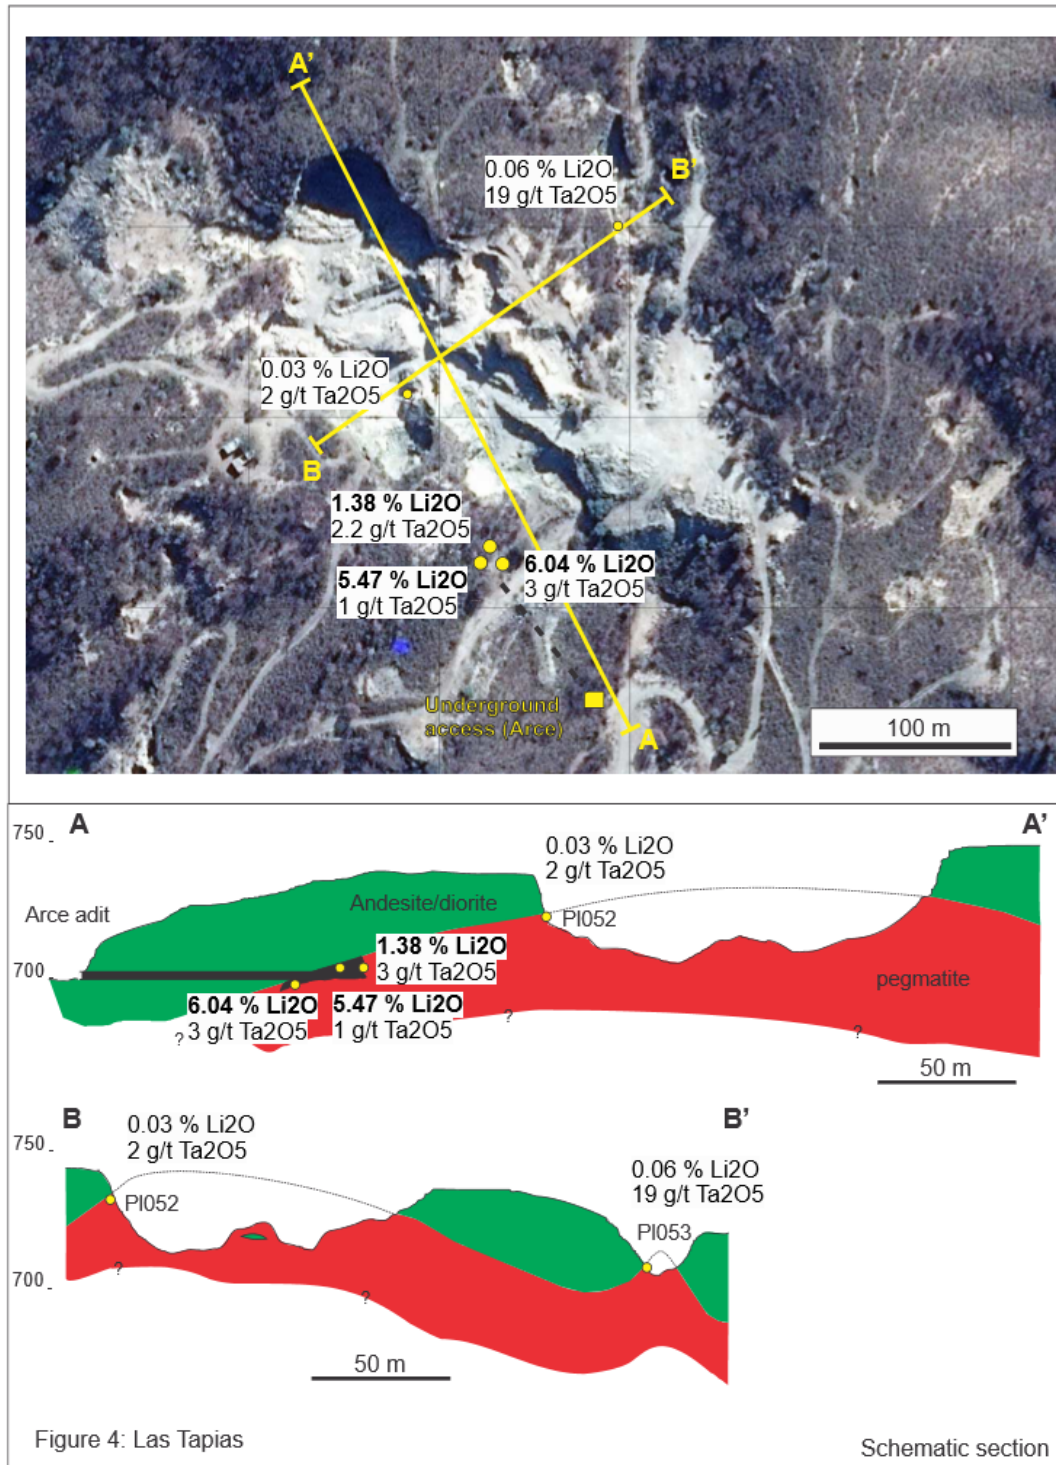 A’
0.06 % Li2O
19 g/t Ta2O5
B’
0.03 % Li2O
2 g/t Ta2O5
B
1.38 % Li2O
2.2 g/t Ta2O5
5.47 % Li2O
1 g/t Ta2O5
6.04 % Li2O
3 g/t Ta2O5
Underground
access (Arce)
A
100 m
A
A’
750
0.03 % Li2O
2 g/t Ta2O5
Arce adit
Andesite/diorite
PI052
1.38 % Li2O
3 g/t Ta2O5
700
pegmatite
6.04 % Li2O
3 g/t Ta2O5
5.47 % Li2O
1 g/t Ta2O5
?
?
?
50 m
B
B’
750
0.03 % Li2O
2 g/t Ta2O5
0.06 % Li2O
19 g/t Ta2O5
PI052
PI053
700
?
?
50 m
Figure 4: Las Tapias
Schematic section